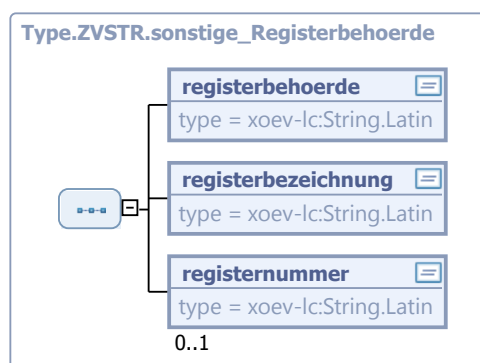 Type.ZVSTR.sonstige_Registerbehoerde
registerbehoerde
type = xoev-lc:String.Latin
registerbezeichnung
type = xoev-lc:String.Latin
registernummer
type = xoev-lc:String.Latin
0..1